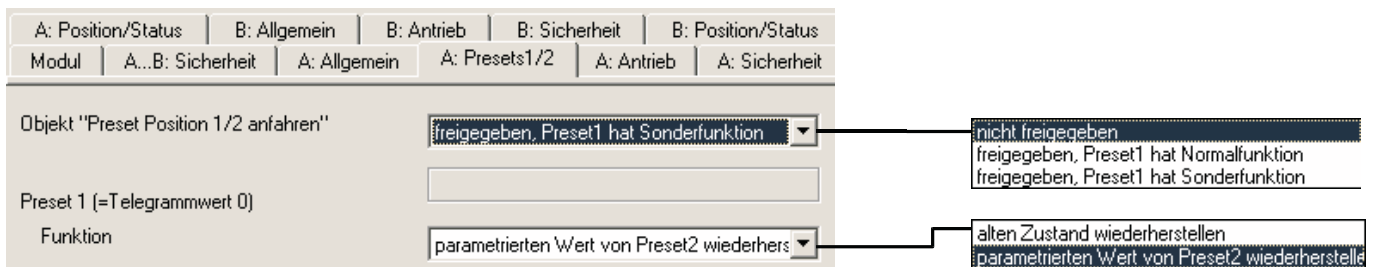 A: Position/Status B: Allgemein B: Antrieb B: Sicherheit B: Position/Status
Modul A...B: Sicherheit A: Allgemein A: Presets1/2 A: Antrieb A: Sicherheit
Objekt "Preset Position 1/2 anfahren"
freigegeben, Preset1 hat Sonderfunktion
nicht freigegeben
freigegeben, Preset1 hat Normalfunktion
freigegeben, Preset1 hat Sonderfunktion
Preset 1 (=Telegrammwert 0)
Funktion
parametrierten Wert von Preset2 wiederhers
alten Zustand wiederherstellen
parametrierten Wert von Preset2 wiederherstelle